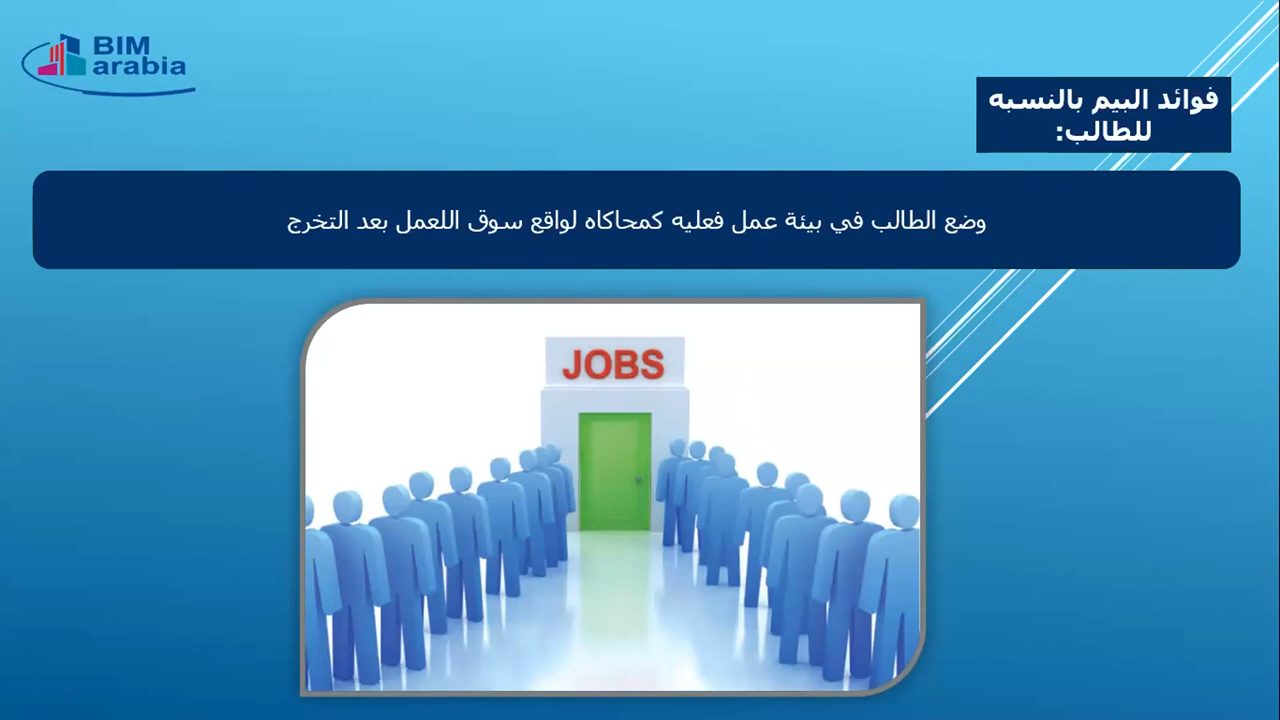 BIM
arabia
فوائد البيم بالنسبه
للطالب:
وضع الطالب في بيئة عمل فعليه كمحاكاه لواقع سوق اللعمل بعد التخرج
JOBS